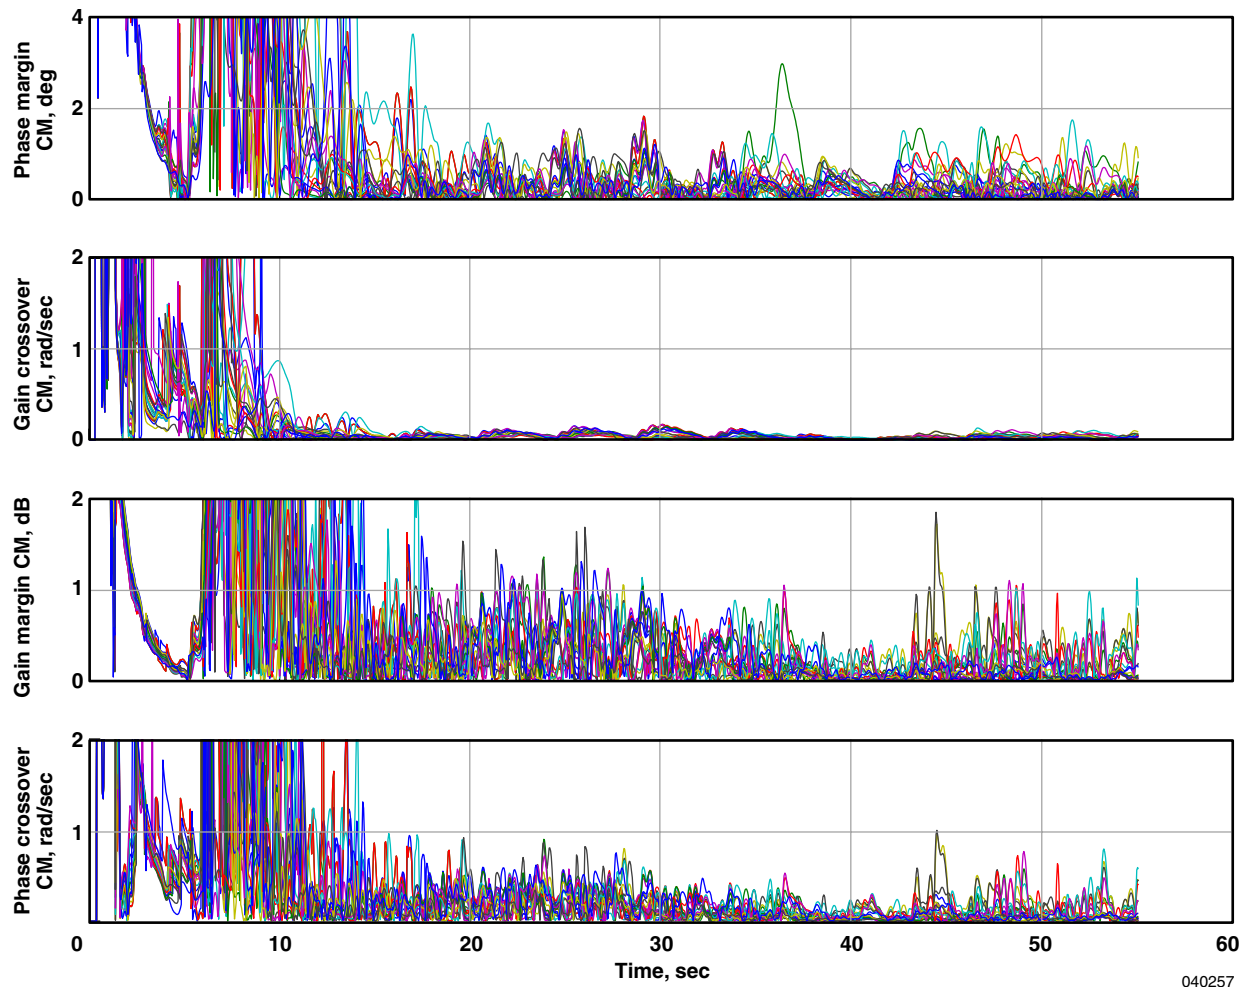 Phase margin
CM, deg
4
2
0
Gain crossover
CM, rad/sec
2
1
0
Gain margin CM, dB
2
1
0
Phase crossover
CM, rad/sec
2
1
0 10 20 30 40 50 60
Time, sec
040257